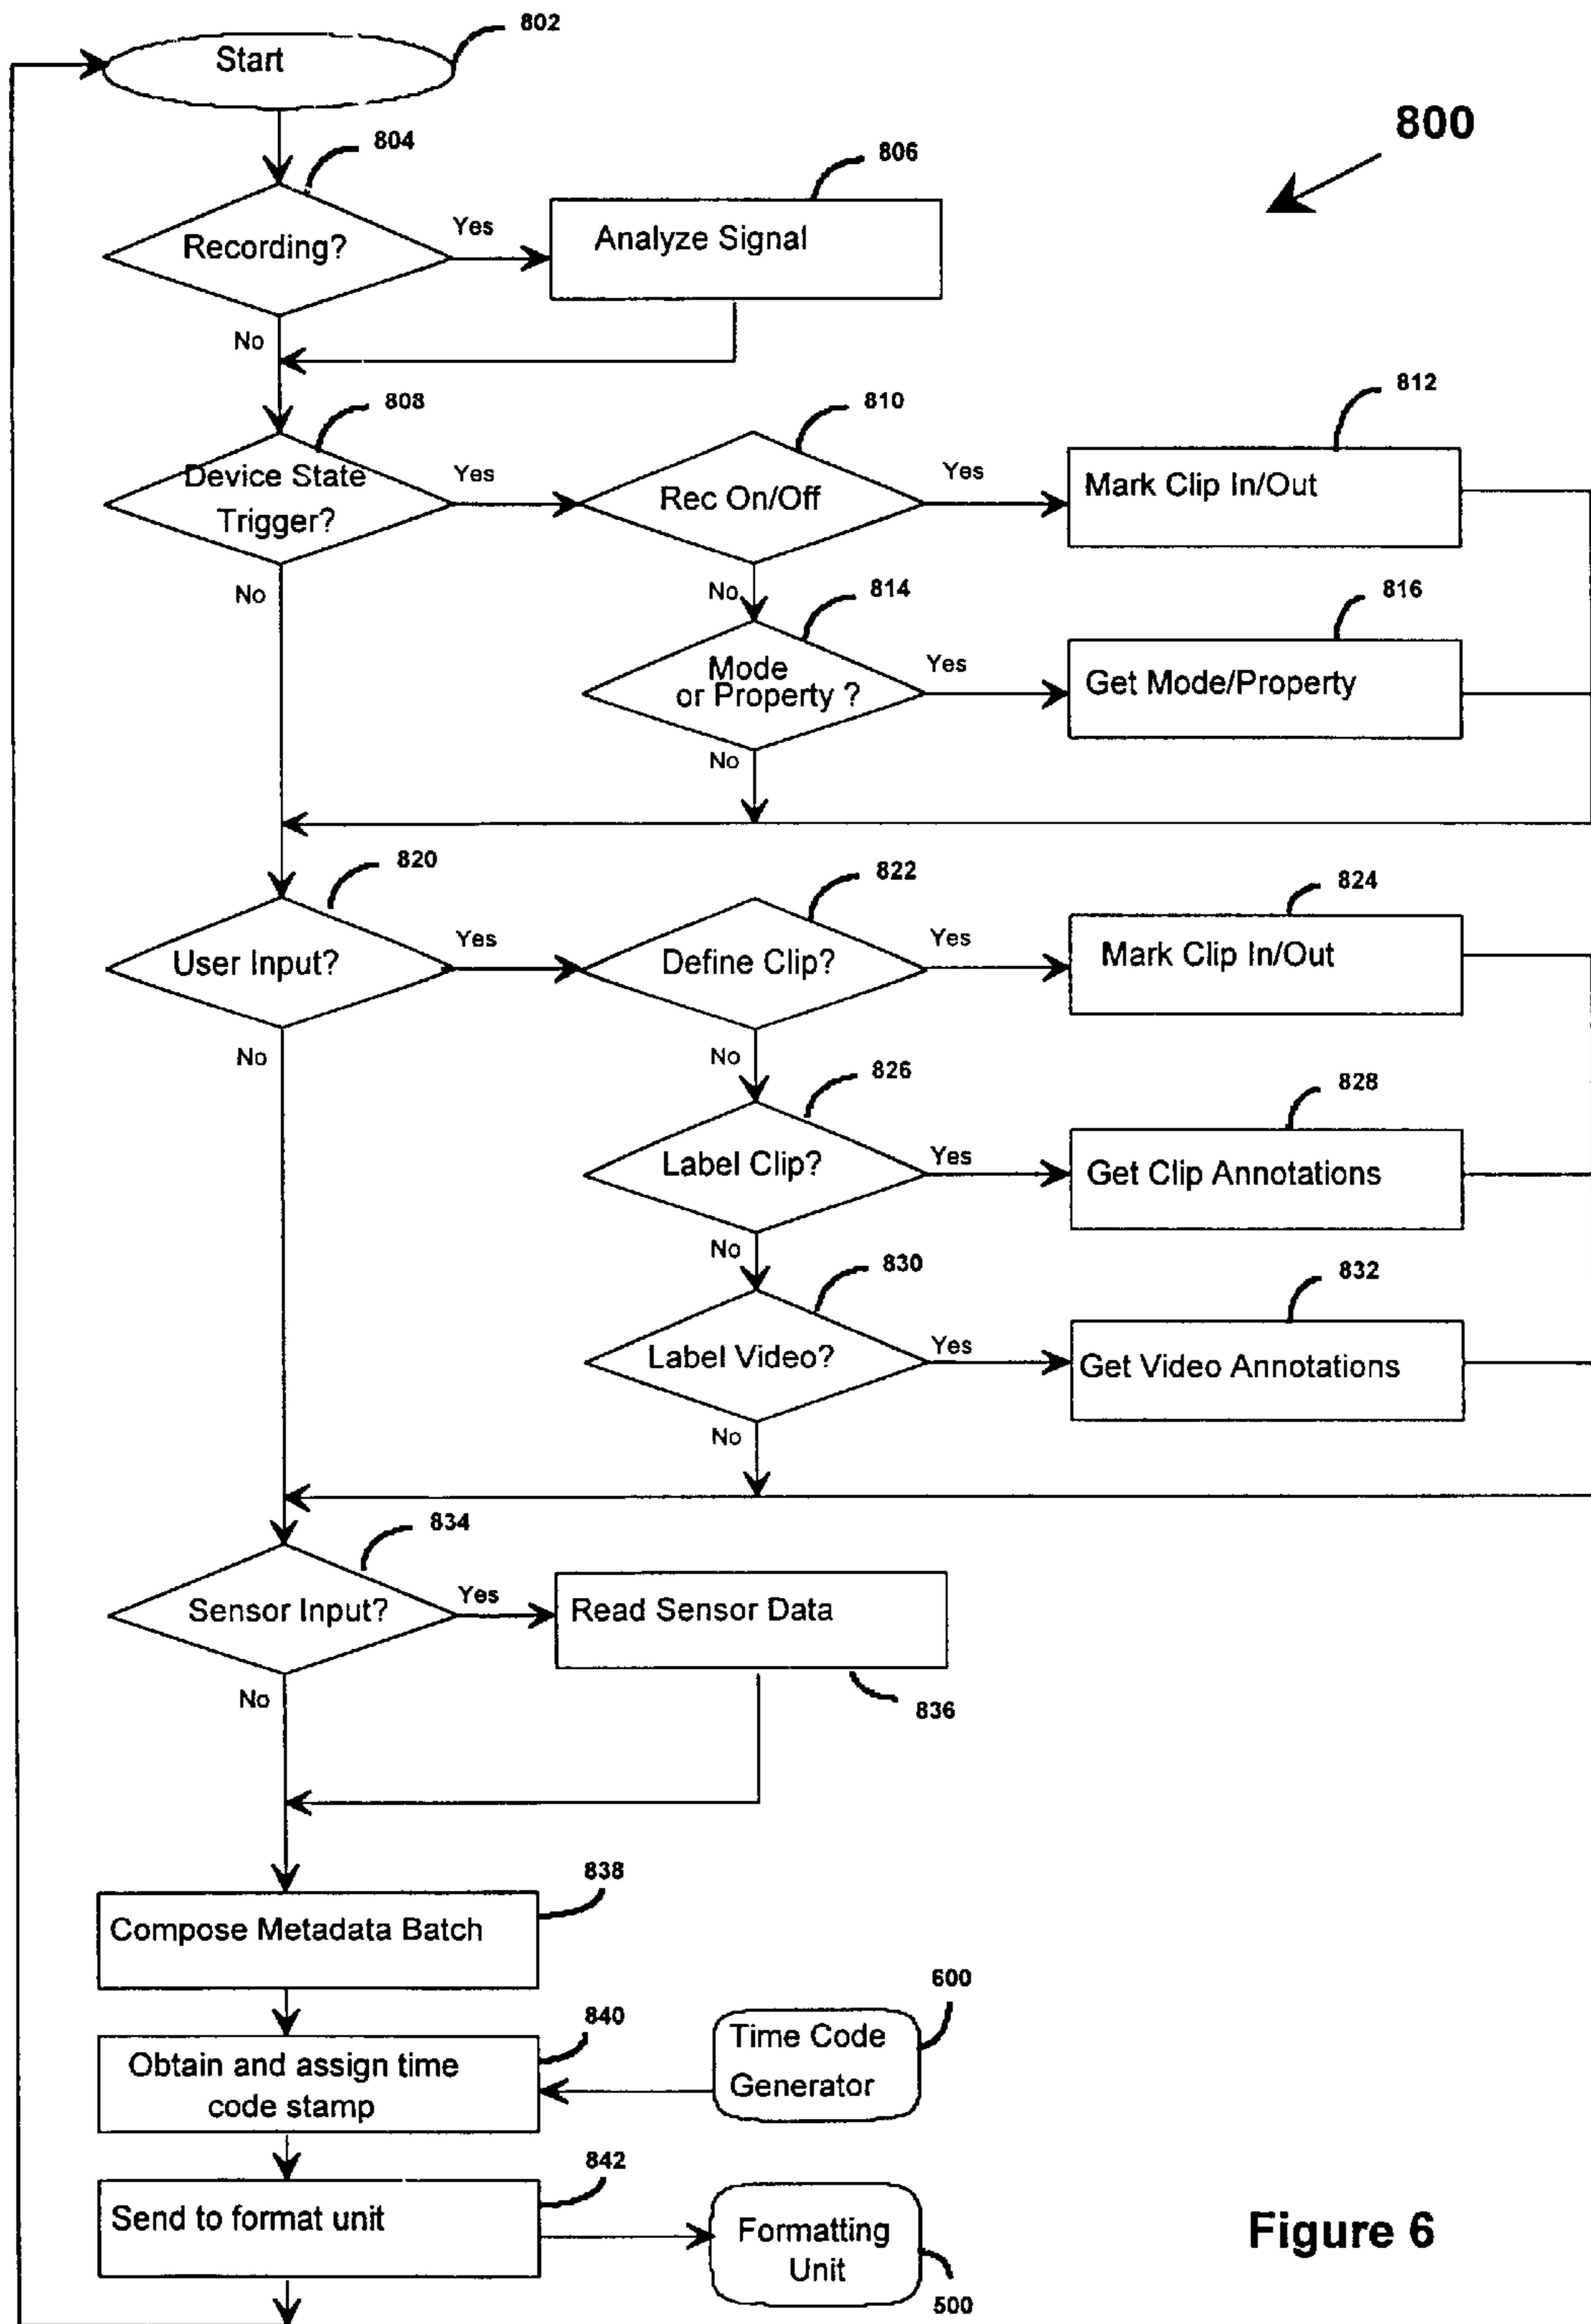 802
Start
800
804
806
Recording?
Yes
Analyze Signal
No
808
810
812
Device State
Trigger?
Yes
Rec On/Off
Yes
Mark Clip In/Out
No
No
814
816
Mode
or Property ?
Yes
Get Mode/Property
No
820
822
824
User Input?
Yes
Define Clip?
Yes
Mark Clip In/Out
No
No
826
828
Label Clip?
Yes
Get Clip Annotations
No
830
832
Label Video?
Yes
Get Video Annotations
No
834
Sensor Input?
Yes
Read Sensor Data
No
836
838
Compose Metadata Batch
600
840
Time Code
Generator
Obtain and assign time
code stamp
842
Send to format unit
Formatting
Unit
500
Figure 6